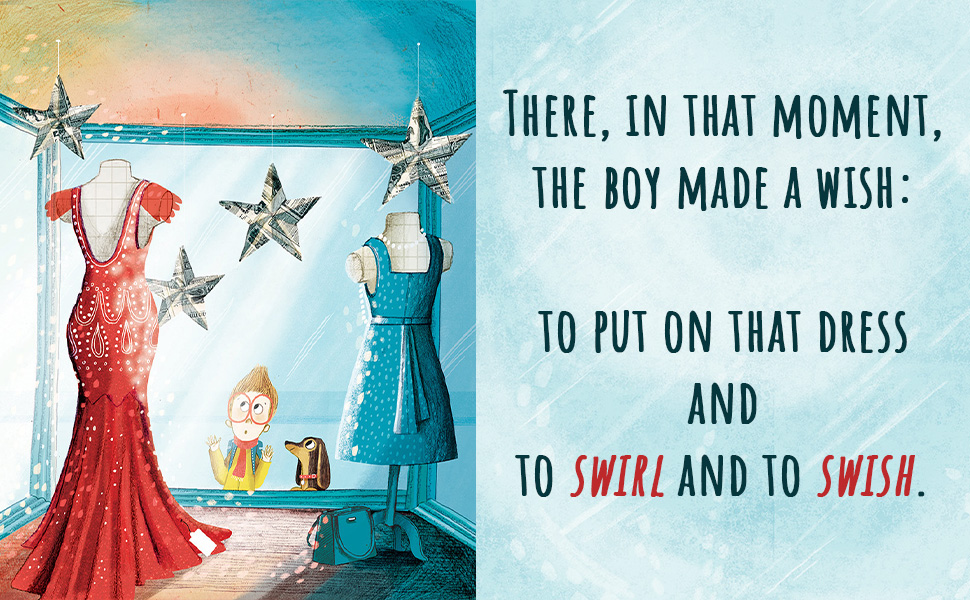 THERE, IN THAT MOMENT,
THE BOY MADE A WISH:
TO PUT ON THAT DRESS
AND
TO SWIRL AND TO SWISH.